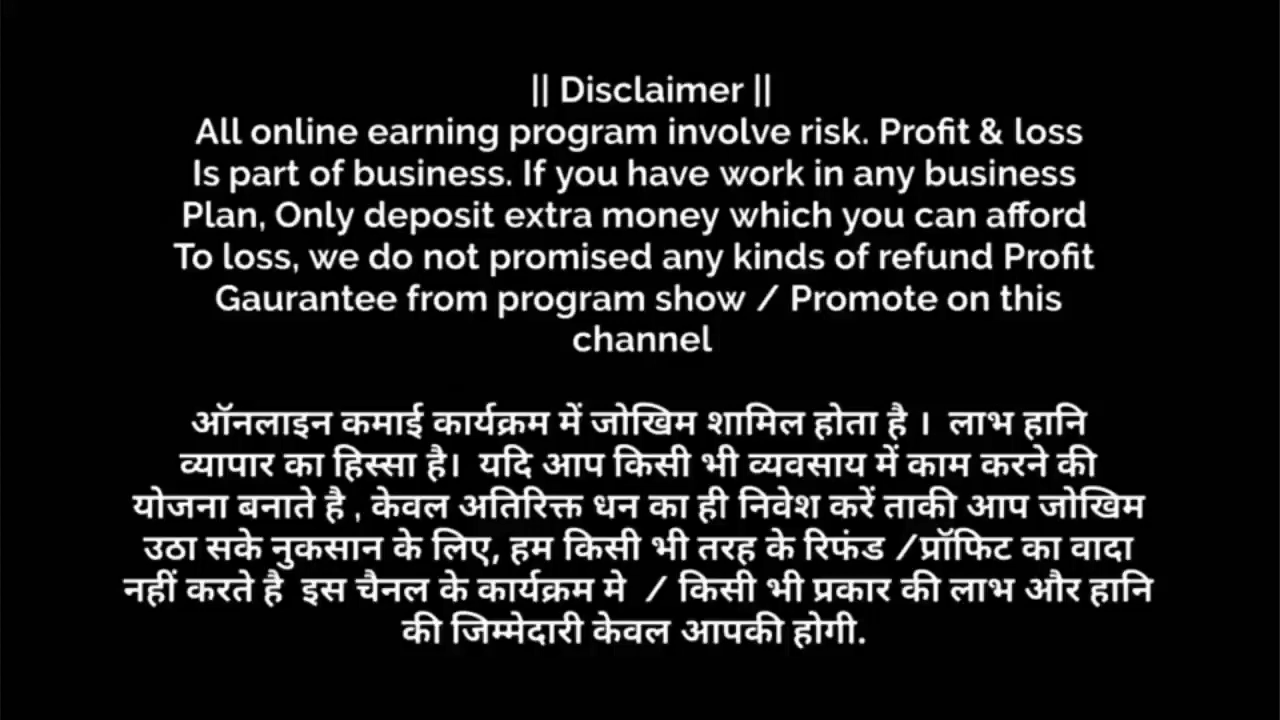 || Disclaimer ||
All online earning program involve risk. Profit & loss
Is part of business. If you have work in any business
Plan, Only deposit extra money which you can afford
To loss, we do not promised any kinds of refund Profit
Gaurantee from program show / Promote on this
channel
ऑनलाइन कमाई कार्यक्रम में जोखिम शामिल होता है । लाभ हानि
व्यापार का हिस्सा है। यदि आप किसी भी व्यवसाय में काम करने की
योजना बनाते है , केवल अतिरिक्त धन का ही निवेश करें ताकी आप जोखिम
उठा सके नुकसान के लिए, हम किसी भी तरह के रिफंड /प्रॉफिट का वादा
नहीं करते है इस चैनल के कार्यक्रम मे / किसी भी प्रकार की लाभ और हानि
की जिम्मेदारी केवल आपकी होगी.